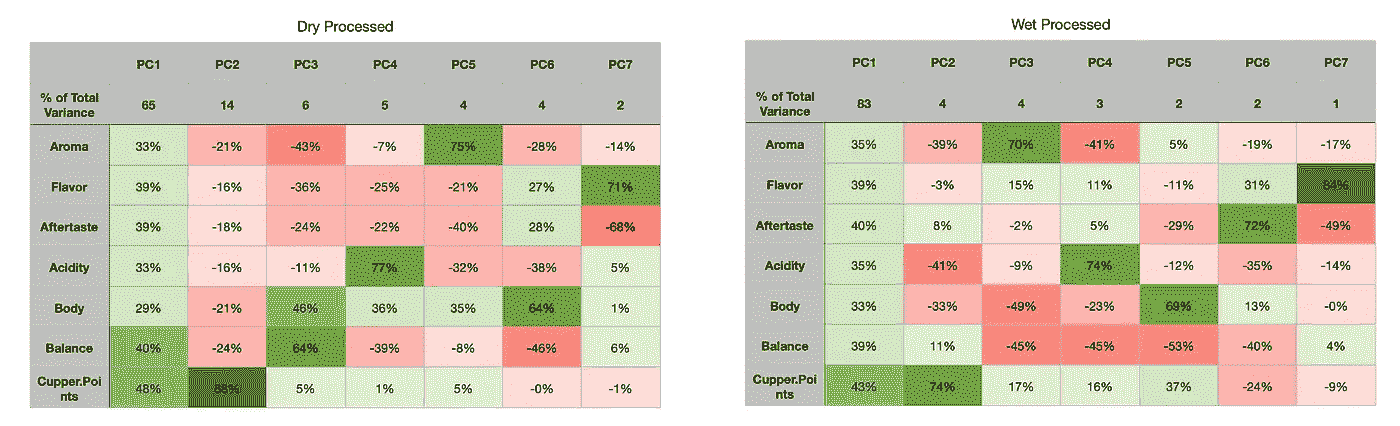 Dry Processed
PC1 PC2 PC3 PC4 PC5 PC6 PC7
% of Total
Variance 65 14 6 5 4 4 2
Aroma 33% -21% -43% -7% 75% -28% -14%
Flavor 39% -16% -36% -25% -21% 27% 71%
Aftertaste 39% -18% -24% -22% -40% 28% -68%
Acidity 33% -16% -11% 77% -32% -38% 5%
Body 29% -21% 46% 36% 35% 64% 1%
Balance 40% -24% 64% -39% -8% -46% 6%
Cupper.Poi
nts 48% 88% 5% 1% 5% -0% -1%
Wet Processed
PC1 PC2 PC3 PC4 PC5 PC6 PC7
% of Total
Variance 83 4 4 3 2 2 1
Aroma 35% -39% 70% -41% 5% -19% -17%
Flavor 39% -3% 15% 11% -11% 31% 84%
Aftertaste 40% 8% -2% 5% -29% 72% -49%
Acidity 35% -41% -9% 74% -12% -35% -14%
Body 33% -33% -49% -23% 69% 13% -0%
Balance 39% 11% -45% -45% -53% -40% 4%
Cupper.Poi
nts 43% 74% 17% 16% 37% -24% -9%